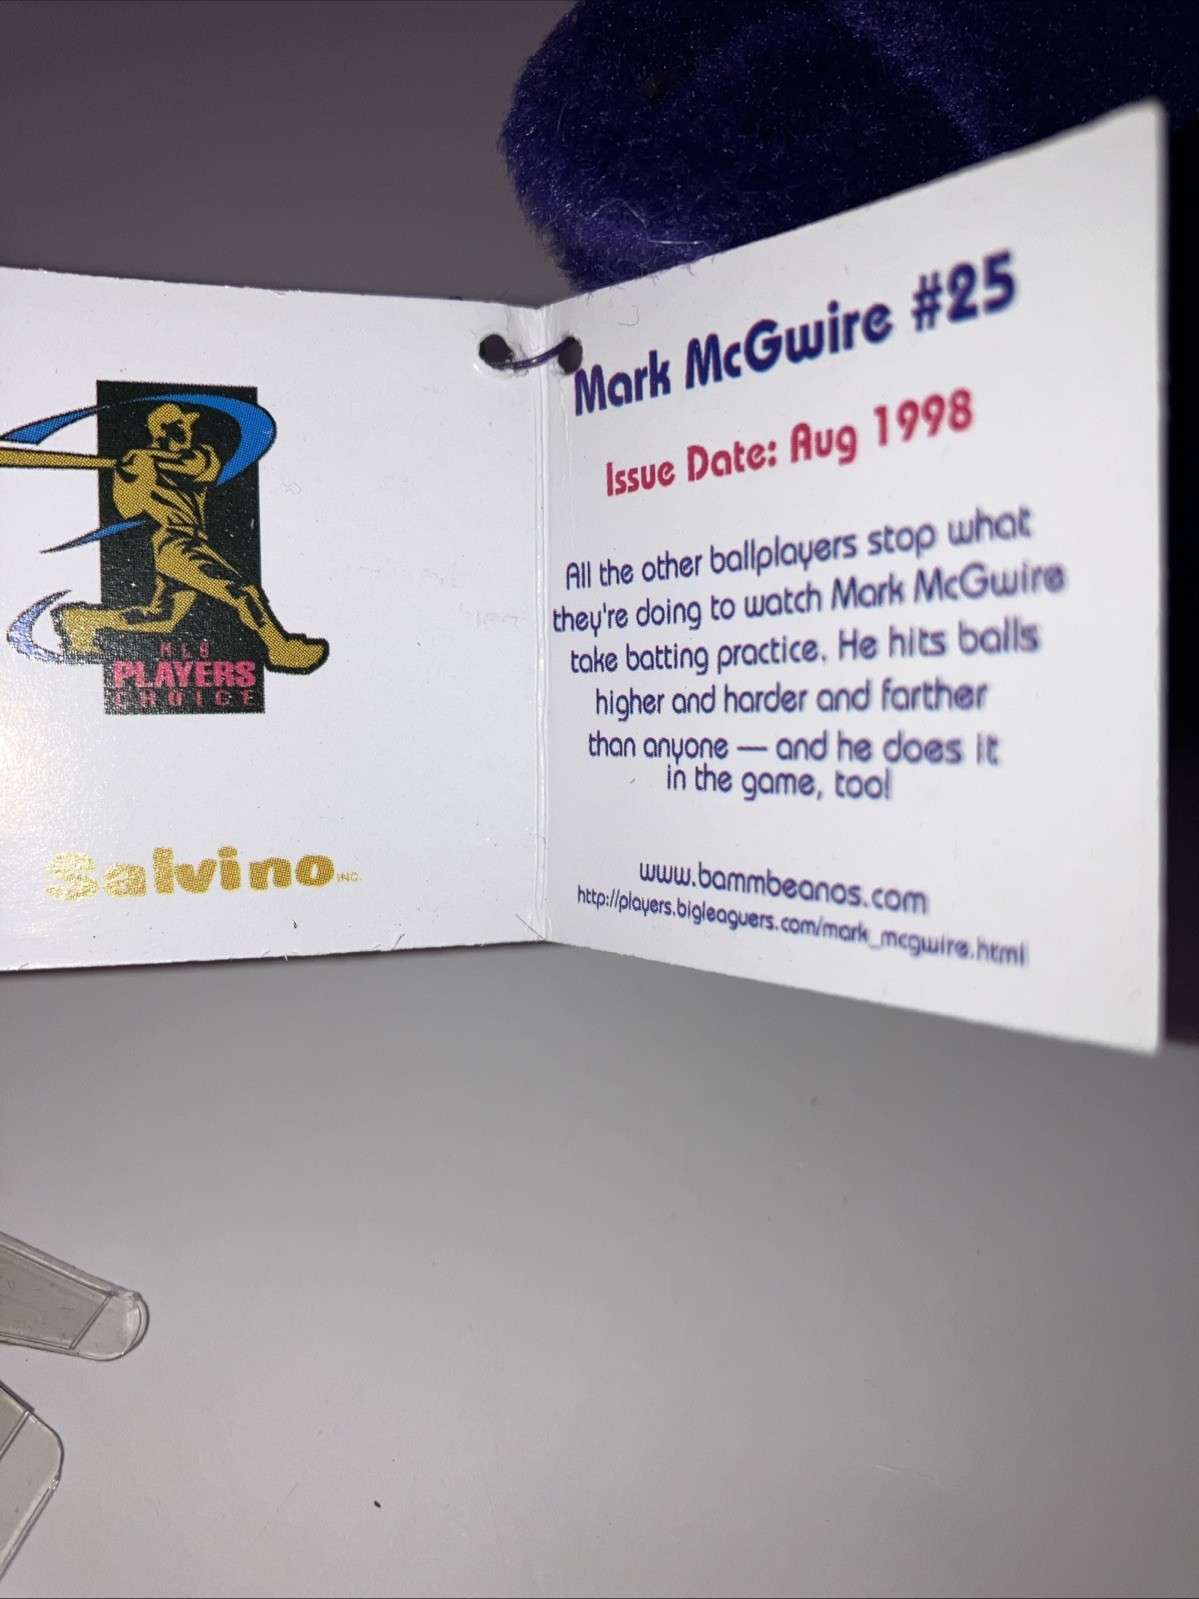 MLB
PLAYERS
CHOICE
Salvino INC.
Mark McGwire #25
Issue Date: Aug 1998
All the other ballplayers stop what
they're doing to watch Mark McGwire
take batting practice. He hits balls
higher and harder and farther
than anyone — and he does it
in the game, too!
www.bammbeanos.com
http://players.bigleaguers.com/mark_mcgwire.html